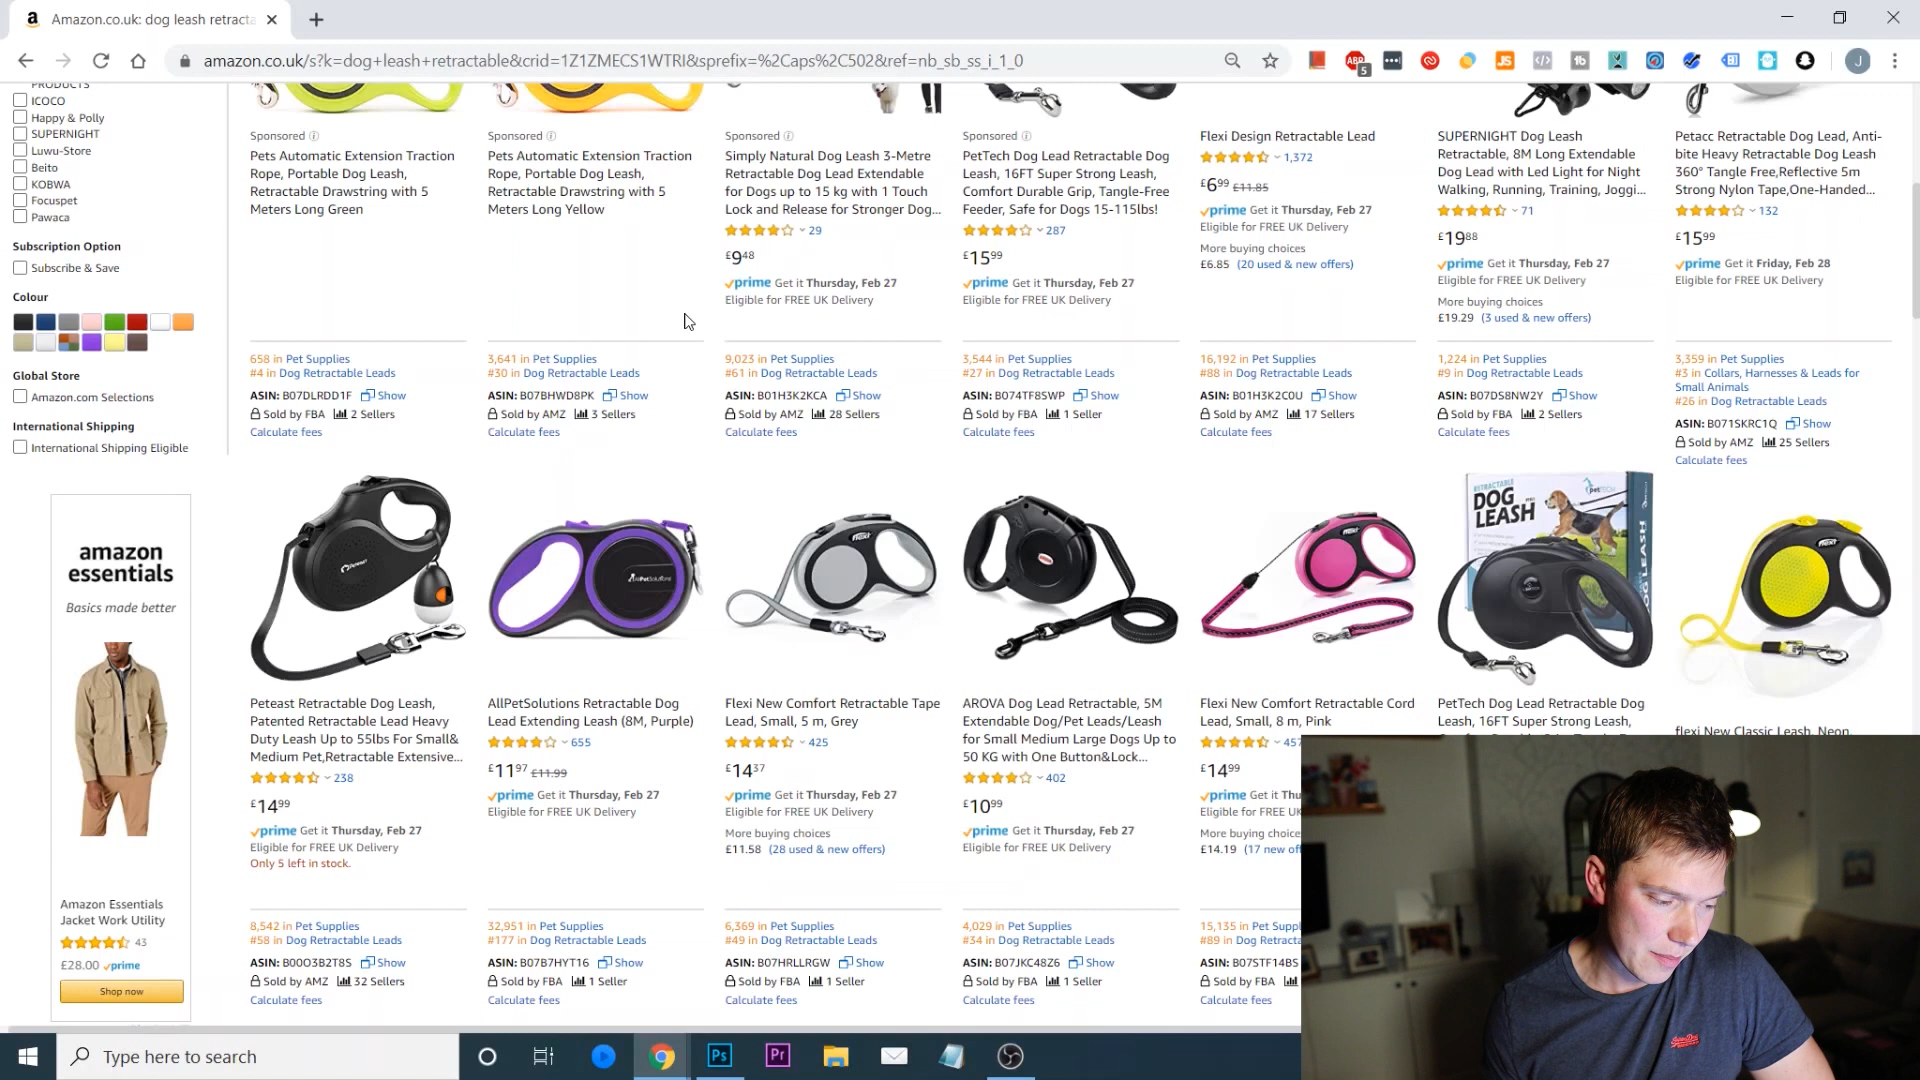 Amazon.co.uk: dog leash retracta
amazon.co.uk/s?k=dog+leash+retractable&crid=1Z1ZMECS1WTRI&sprefix=%2Caps%2C502&ref=nb_sb_ss_i_1_0
PRODUCTS
ICOCO
Happy & Polly
SUPERNIGHT
Luwu-Store
Beito
KOBWA
Focuspet
Pawaca
Subscription Option
Subscribe & Save
Colour
Global Store
Amazon.com Selections
International Shipping
International Shipping Eligible
amazon
essentials
Basics made better
Amazon Essentials
Jacket Work Utility
43
£28.00 prime
Shop now
Sponsored
Pets Automatic Extension Traction
Rope, Portable Dog Leash,
Retractable Drawstring with 5
Meters Long Green
658 in Pet Supplies
#4 in Dog Retractable Leads
ASIN: B07DLRDD1F Show
Sold by FBA 2 Sellers
Calculate fees
Sponsored
Pets Automatic Extension Traction
Rope, Portable Dog Leash,
Retractable Drawstring with 5
Meters Long Yellow
3,641 in Pet Supplies
#30 in Dog Retractable Leads
ASIN: B07BHWD8PK Show
Sold by AMZ 3 Sellers
Calculate fees
Sponsored
Simply Natural Dog Leash 3-Metre
Retractable Dog Lead Extendable
for Dogs up to 15 kg with 1 Touch
Lock and Release for Stronger Dog...
29
£9.48
prime Get it Thursday, Feb 27
Eligible for FREE UK Delivery
9,023 in Pet Supplies
#61 in Dog Retractable Leads
ASIN: B01H3K2KCA Show
Sold by AMZ 28 Sellers
Calculate fees
Sponsored
PetTech Dog Lead Retractable Dog
Leash, 16FT Super Strong Leash,
Comfort Durable Grip, Tangle-Free
Feeder, Safe for Dogs 15-115lbs!
287
£15.99
prime Get it Thursday, Feb 27
Eligible for FREE UK Delivery
3,544 in Pet Supplies
#27 in Dog Retractable Leads
ASIN: B074TF8SWP Show
Sold by FBA 1 Seller
Calculate fees
Flexi Design Retractable Lead
1,372
£6.99 £11.85
prime Get it Thursday, Feb 27
Eligible for FREE UK Delivery
More buying choices
£6.85 (20 used & new offers)
16,192 in Pet Supplies
#88 in Dog Retractable Leads
ASIN: B01H3K2C0U Show
Sold by AMZ 17 Sellers
Calculate fees
SUPERNIGHT Dog Leash
Retractable, 8M Long Extendable
Dog Lead with Led Light for Night
Walking, Running, Training, Joggi...
71
£19.88
prime Get it Thursday, Feb 27
Eligible for FREE UK Delivery
More buying choices
£19.29 (3 used & new offers)
1,224 in Pet Supplies
#9 in Dog Retractable Leads
ASIN: B07DS8NW2Y Show
Sold by FBA 2 Sellers
Calculate fees
Petacc Retractable Dog Lead, Anti-
bite Heavy Retractable Dog Leash
360° Tangle Free,Reflective 5m
Strong Nylon Tape,One-Handed...
132
£15.99
prime Get it Friday, Feb 28
Eligible for FREE UK Delivery
3,359 in Pet Supplies
#3 in Collars, Harnesses & Leads for
Small Animals
#26 in Dog Retractable Leads
ASIN: B071SKRC1Q Show
Sold by AMZ 25 Sellers
Calculate fees
Peteast Retractable Dog Leash,
Patented Retractable Lead Heavy
Duty Leash Up to 55lbs For Small&
Medium Pet,Retractable Extensive...
238
£14.99
prime Get it Thursday, Feb 27
Eligible for FREE UK Delivery
Only 5 left in stock.
8,542 in Pet Supplies
#58 in Dog Retractable Leads
ASIN: B00O3B2T8S Show
Sold by AMZ 32 Sellers
Calculate fees
AllPetSolutions
AllPetSolutions Retractable Dog
Lead Extending Leash (8M, Purple)
655
£11.97 £11.99
prime Get it Thursday, Feb 27
Eligible for FREE UK Delivery
32,951 in Pet Supplies
#177 in Dog Retractable Leads
ASIN: B07B7HYT16 Show
Sold by FBA 1 Seller
Calculate fees
flexi
Flexi New Comfort Retractable Tape
Lead, Small, 5 m, Grey
425
£14.37
prime Get it Thursday, Feb 27
Eligible for FREE UK Delivery
More buying choices
£11.58 (28 used & new offers)
6,369 in Pet Supplies
#49 in Dog Retractable Leads
ASIN: B07HRLLRGW Show
Sold by FBA 1 Seller
Calculate fees
AROVA Dog Lead Retractable, 5M
Extendable Dog/Pet Leads/Leash
for Small Medium Large Dogs Up to
50 KG with One Button&Lock...
402
£10.99
prime Get it Thursday, Feb 27
Eligible for FREE UK Delivery
4,029 in Pet Supplies
#34 in Dog Retractable Leads
ASIN: B07JKC48Z6 Show
Sold by FBA 1 Seller
Calculate fees
flexi
Flexi New Comfort Retractable Cord
Lead, Small, 8 m, Pink
457
£14.99
prime Get it Thu
Eligible for FREE UK
More buying choice
£14.19 (17 new off
15,135 in Pet Suppl
#89 in Dog Retracta
ASIN: B07STF14BS
Sold by FBA
Calculate fees
RETRACTABLE
DOG
LEASH
PetTech Dog Lead Retractable Dog
Leash, 16FT Super Strong Leash,
flexi
flexi New Classic Leash, Neon,
Superdry
Type here to search